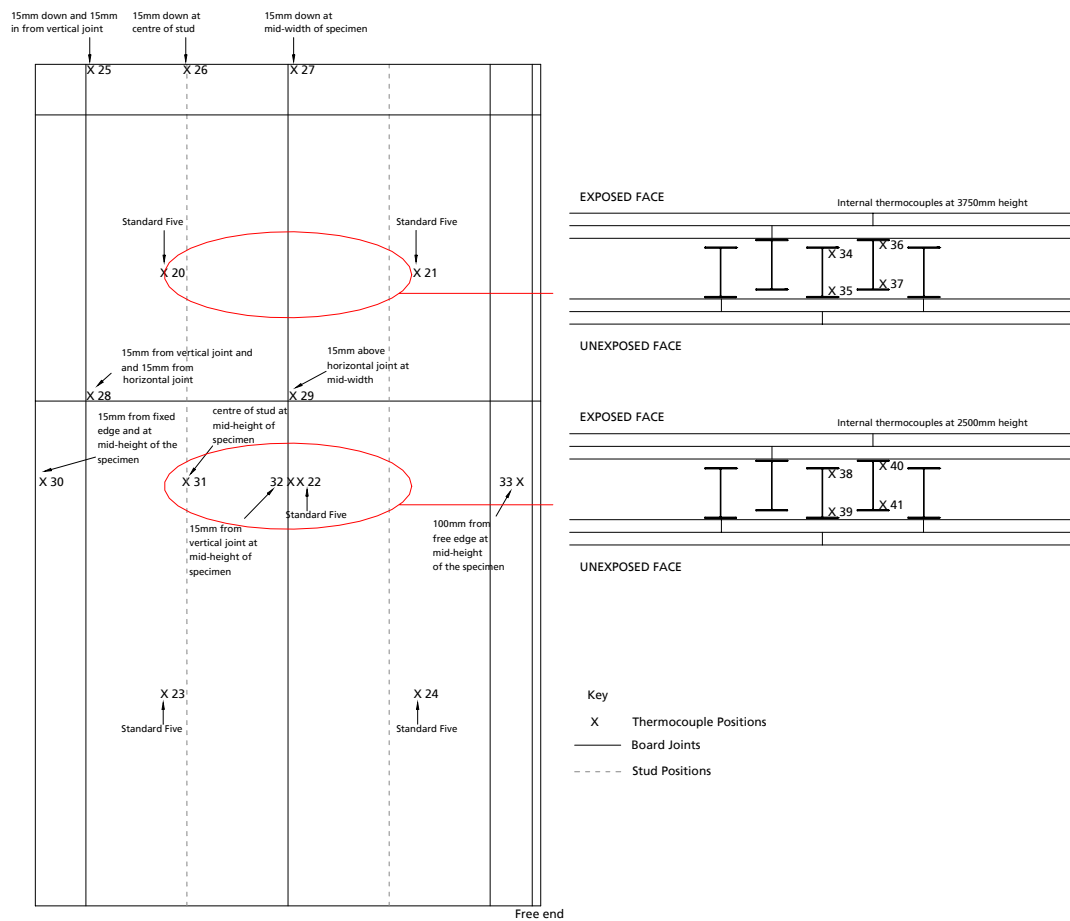 15mm down and 15mm
in from vertical joint
15mm down at
centre of stud
15mm down at
mid-width of specimen
X 25
X 26
X 27
Standard Five
Standard Five
X 20
X 21
15mm from vertical joint and
and 15mm from
horizontal joint
15mm above
horizontal joint at
mid-width
X 28
X 29
15mm from fixed
edge and at
mid-height of the
specimen
centre of stud at
mid-height of
specimen
X 30
X 31
32 X
X 22
33 X
Standard Five
15mm from
vertical joint at
mid-height of
specimen
100mm from
free edge at
mid-height
of the specimen
X 23
X 24
Standard Five
Standard Five
Free end
EXPOSED FACE
Internal thermocouples at 3750mm height
X 34
X 36
X 35
X 37
UNEXPOSED FACE
EXPOSED FACE
Internal thermocouples at 2500mm height
X 38
X 40
X 39
X 41
UNEXPOSED FACE
Key
X Thermocouple Positions
Board Joints
Stud Positions